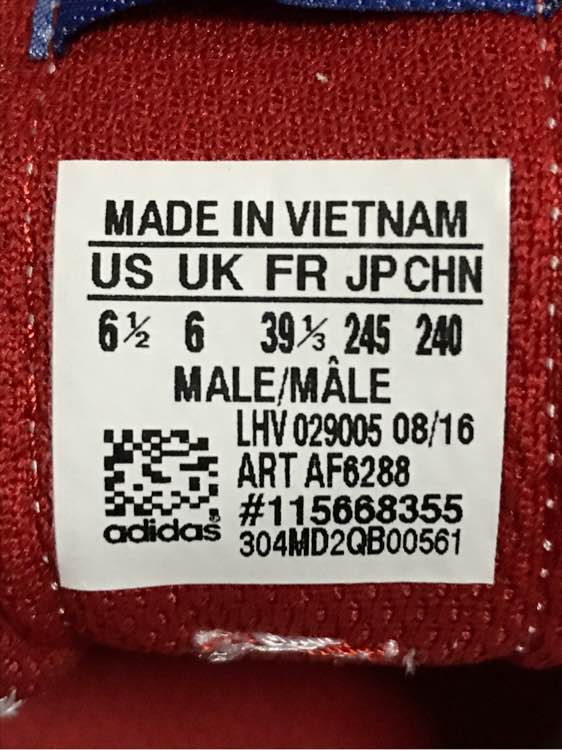 MADE IN VIETNAM
US UK FR JP CHN
6½ 6 39⅓ 245 240
MALE/MÂLE
LHV 029005 08/16
ART AF6288
#115668355
adidas®
304MD2QB00561